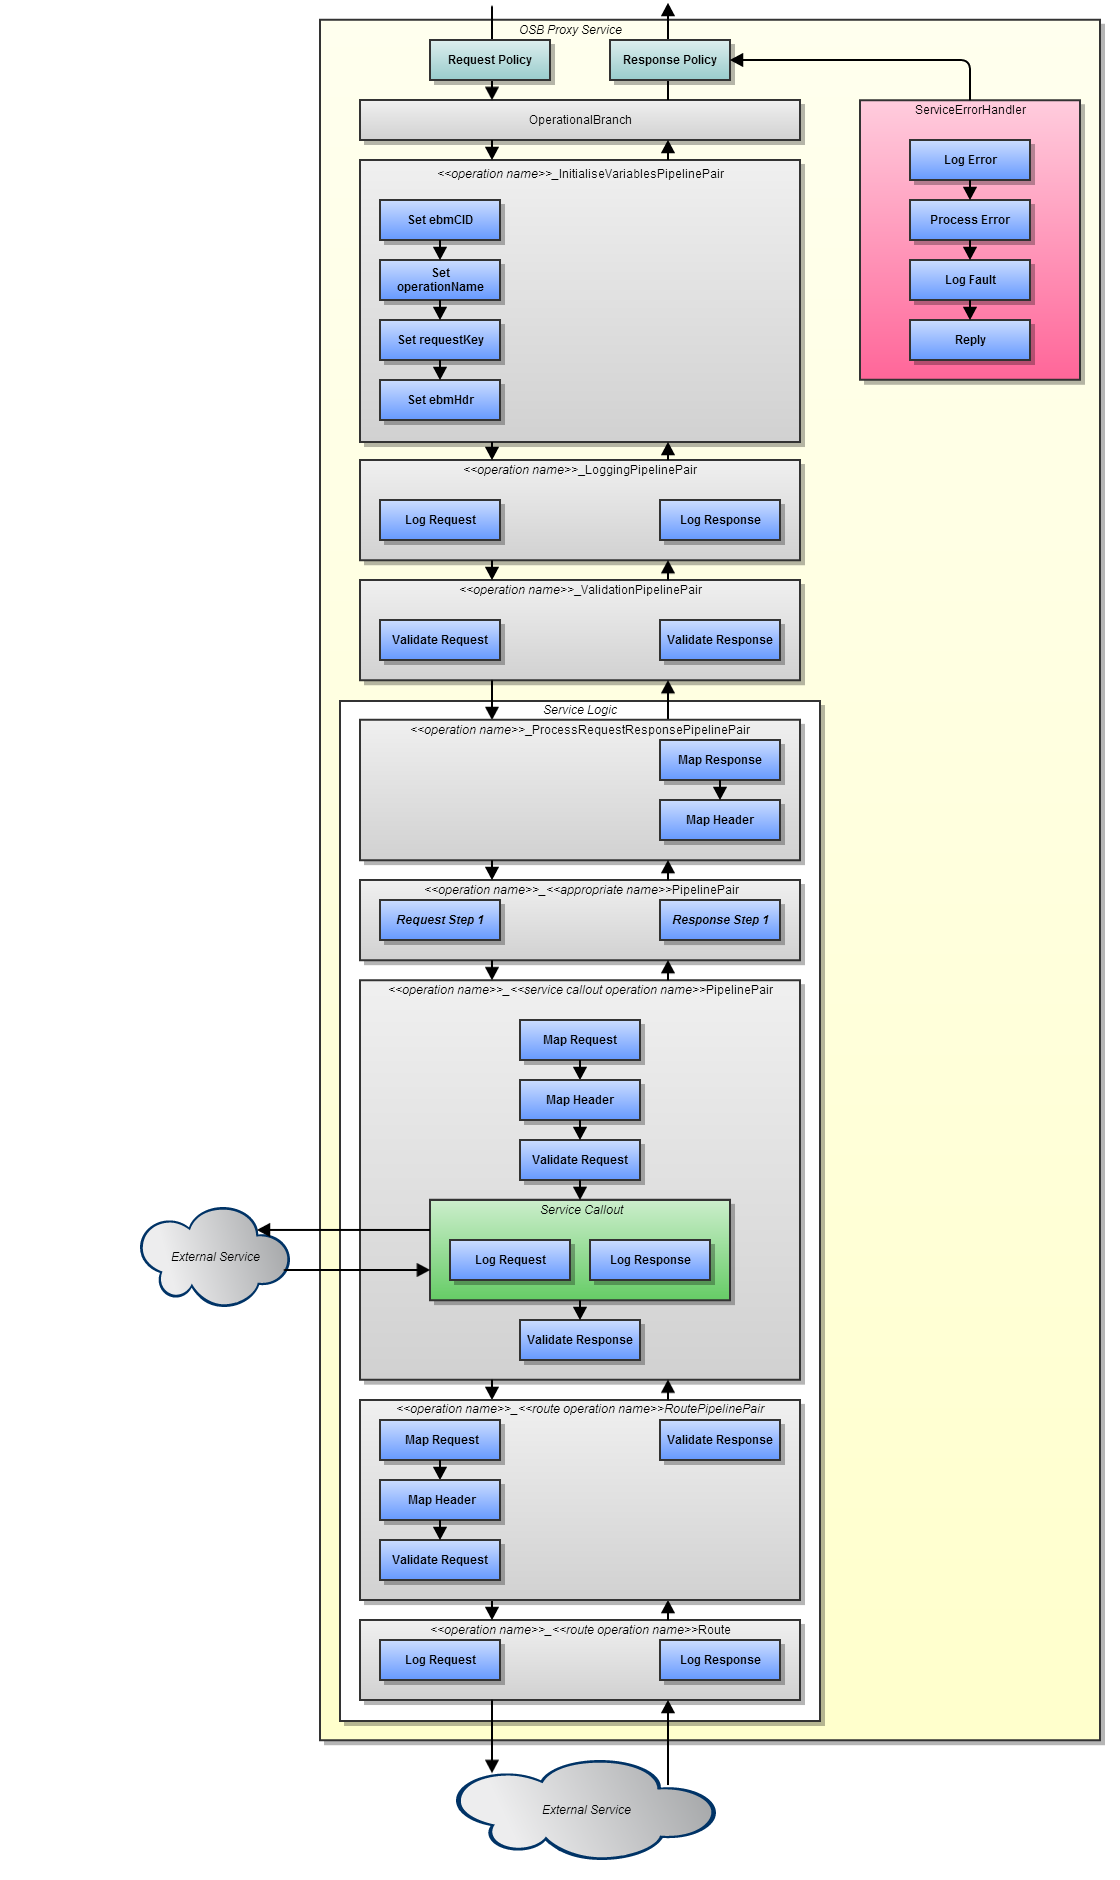 OSB Proxy Service
Request Policy
Response Policy
OperationalBranch
ServiceErrorHandler
Log Error
Process Error
Log Fault
Reply
<<operation name>>_InitialiseVariablesPipelinePair
Set ebmCID
Set
operationName
Set requestKey
Set ebmHdr
<<operation name>>_LoggingPipelinePair
Log Request
Log Response
<<operation name>>_ValidationPipelinePair
Validate Request
Validate Response
Service Logic
<<operation name>>_ProcessRequestResponsePipelinePair
Map Response
Map Header
<<operation name>>_<<appropriate name>>PipelinePair
Request Step 1
Response Step 1
<<operation name>>_<<service callout operation name>>PipelinePair
Map Request
Map Header
Validate Request
Service Callout
Log Request
Log Response
External Service
Validate Response
<<operation name>>_<<route operation name>>RoutePipelinePair
Map Request
Validate Response
Map Header
Validate Request
<<operation name>>_<<route operation name>>Route
Log Request
Log Response
External Service